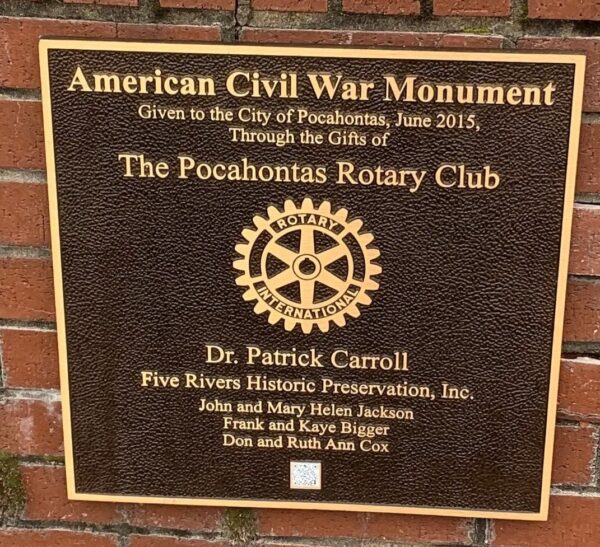 American Civil War Monument
Given to the City of Pocahontas, June 2015,
Through the Gifts of
The Pocahontas Rotary Club
ROTARY
INTERNATIONAL
Dr. Patrick Carroll
Five Rivers Historic Preservation, Inc.
John and Mary Helen Jackson
Frank and Kaye Bigger
Don and Ruth Ann Cox